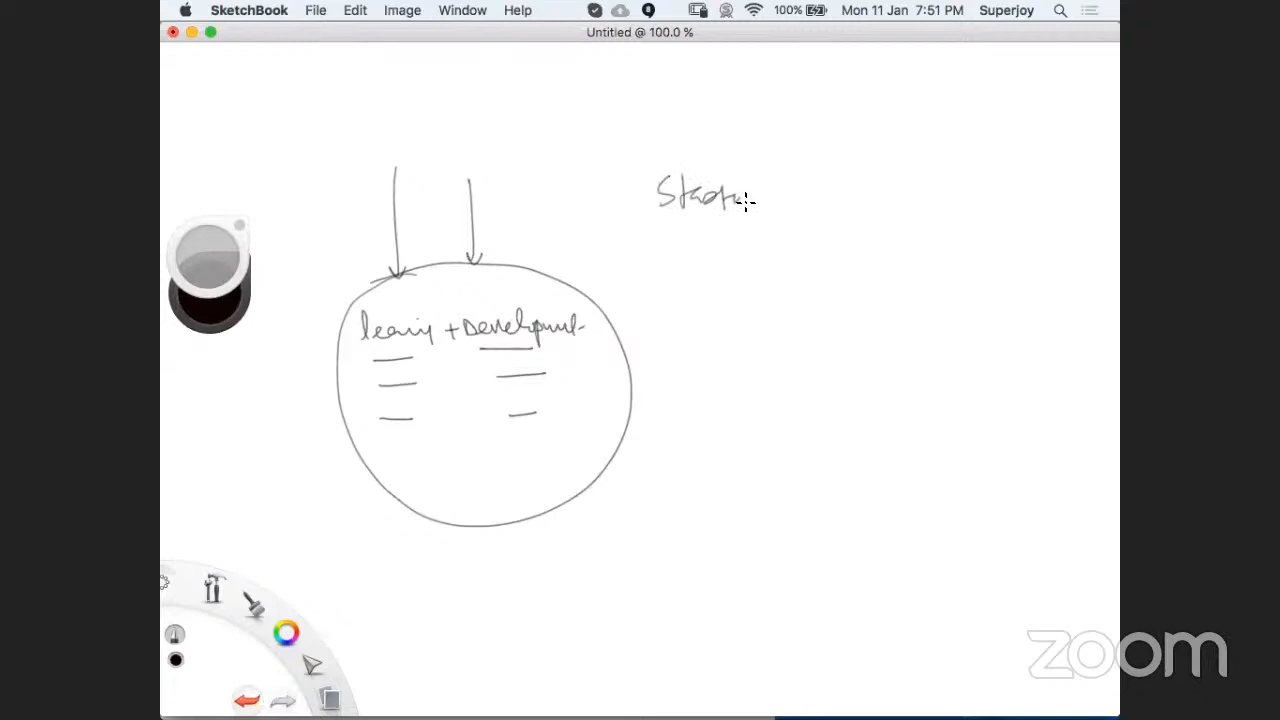 SketchBook File Edit Image Window Help 100% Mon 11 Jan 7:51 PM Superjoy
Untitled @ 100.0 %
+ Development
zoom